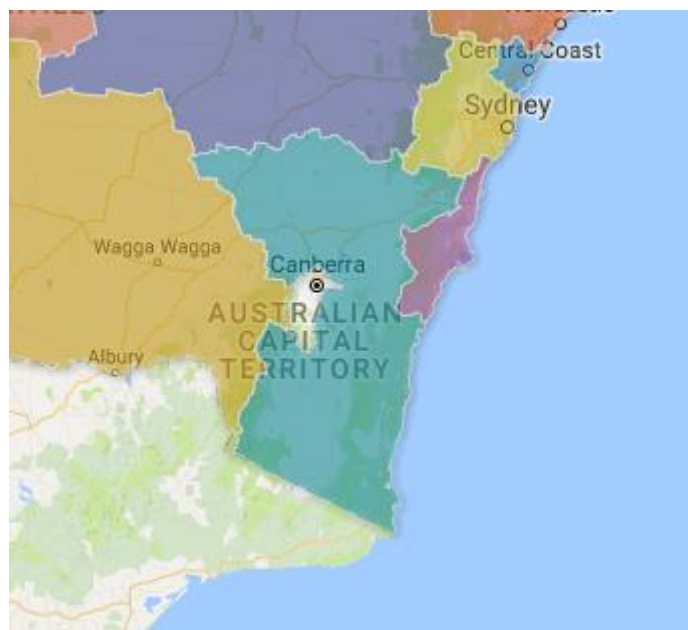 Central Coast
Sydney
Wagga Wagga
Canberra
AUSTRALIAN
CAPITAL
TERRITORY
Albury